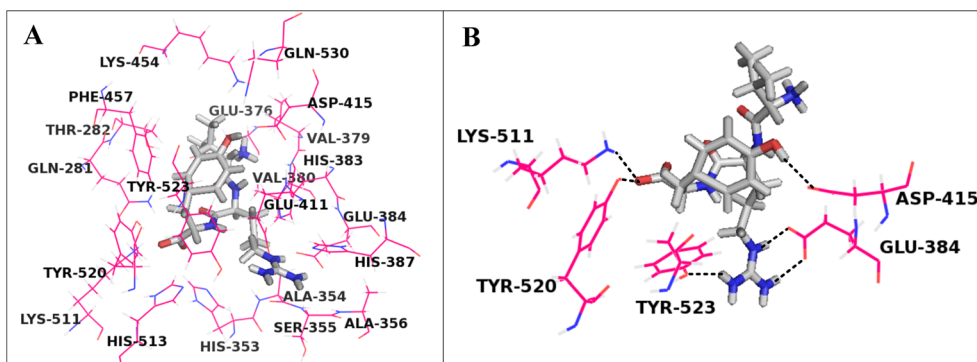 A
LYS-454
GLN-530
PHE-457
GLU-376
ASP-415
THR-282
VAL-379
GLN-281
HIS-383
TYR-523
VAL-380
GLU-411
GLU-384
TYR-520
HIS-387
ALA-354
LYS-511
SER-355
ALA-356
HIS-513
HIS-353
B
LYS-511
ASP-415
GLU-384
TYR-520
TYR-523